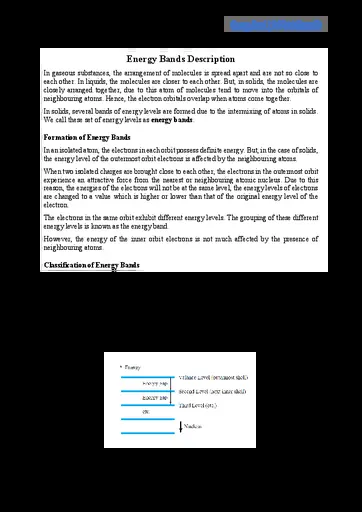 Energy Bands Description
In gaseous substances, the arrangement of molecules is spread apart and are not so close to
each other. In liquids, the molecules are closer to each other. But, in solids, the molecules are
closely arranged together, due to this atom of molecules tend to move into the orbitals of
neighbouring atoms. Hence, the electron orbitals overlap when atoms come together.
In solids, several bands of energy levels are formed due to the intermixing of atoms in solids.
We call these set of energy levels as energy bands.
Formation of Energy Bands
In an isolated atom, the electrons in each orbit possess definite energy. But, in the case of solids,
the energy level of the outermost orbit electrons is affected by the neighbouring atoms.
When two isolated charges are brought close to each other, the electrons in the outermost orbit
experience an attractive force from the nearest or neighbouring atomic nucleus. Due to this
reason, the energies of the electrons will not be at the same level, the energy levels of electrons
are changed to a value which is higher or lower than that of the original energy level of the
electron.
The electrons in the same orbit exhibit different energy levels. The grouping of these different
energy levels is known as the energy band.
However, the energy of the inner orbit electrons is not much affected by the presence of
neighbouring atoms.
Classification of Energy Bands
Energy
Valance Level (outermost shell)
Energy gap
Second Level (next inner shell)
Energy gap
Third Level (etc.)
etc.
Nucleus